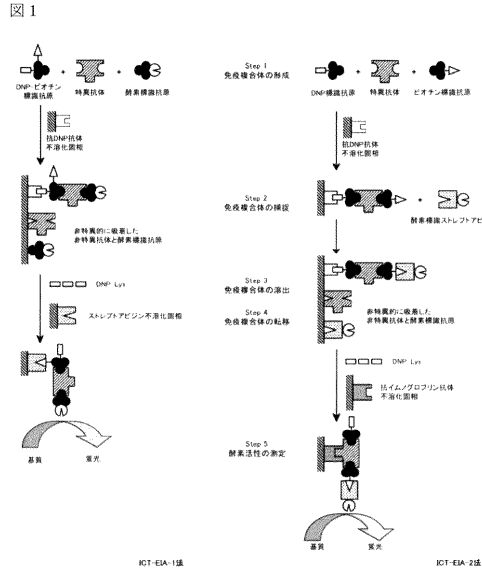 図1
Step 1
免疫複合体の形成
DNP-ビオチン
標識抗原
+
特異抗体
+
酵素標識抗原
DNP標識抗原
+
特異抗体
+
ビオチン標識抗原
抗DNP抗体
不溶化固相
抗DNP抗体
不溶化固相
Step 2
免疫複合体の捕捉
+
酵素標識ストレプトアビ
非特異的に吸着した
非特異抗体と酵素標識抗原
Step 3
免疫複合体の溶出
Step 4
免疫複合体の転移
DNP Lys
ストレプトアビジン不溶化固相
非特異的に吸着した
非特異抗体と酵素標識抗原
DNP Lys
抗イムノグロブリン抗体
不溶化固相
Step 5
酵素活性の測定
基質
蛍光
基質
蛍光
ICT-EIA-1法
ICT-EIA-2法